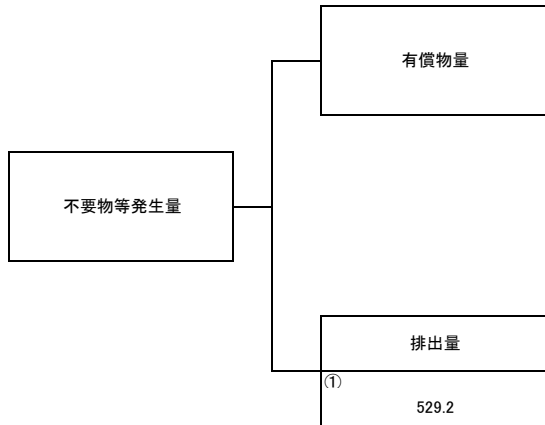 有償物量
不要物等発生量
排出量
①
529.2